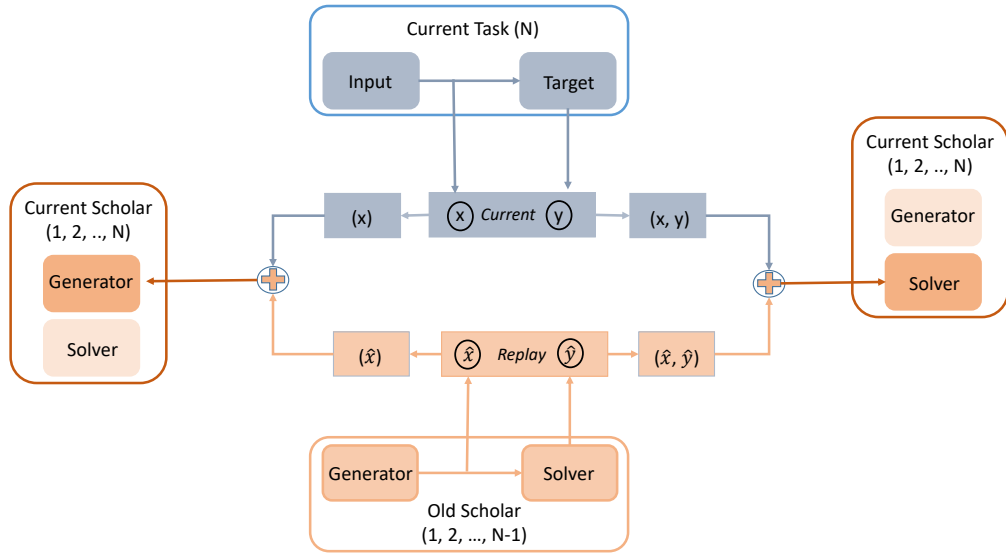 Current Task (N)
Input
Target
Current Scholar
(1, 2, .., N)
Generator
Solver
(x)
x Current y
(x, y)
Current Scholar
(1, 2, .., N)
Generator
Solver
(x̂)
x̂ Replay ŷ
(x̂, ŷ)
Generator
Solver
Old Scholar
(1, 2, …, N-1)